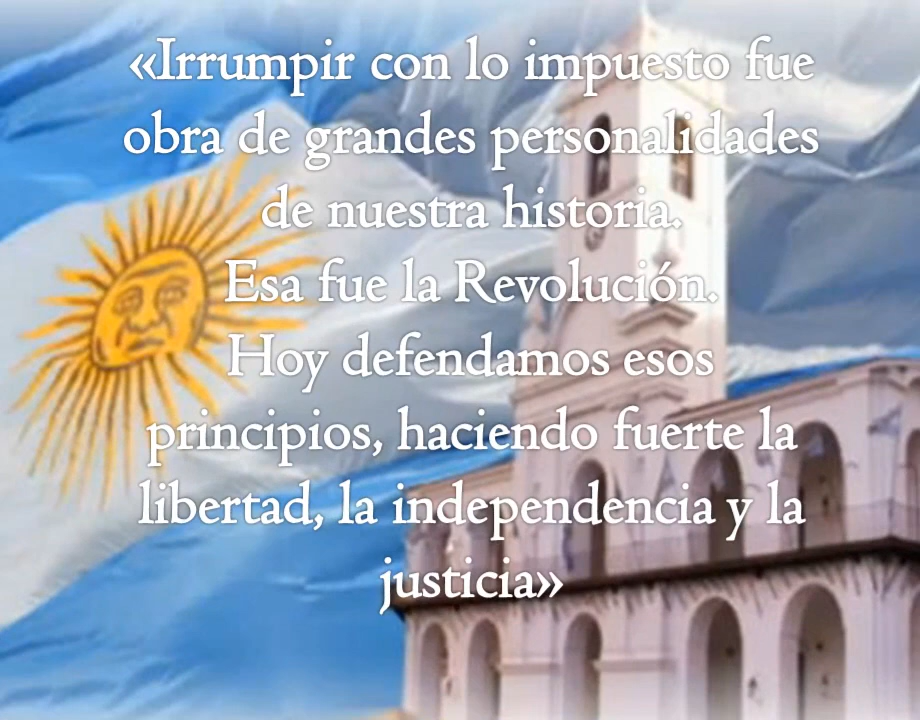 «Irrumpir con lo impuesto fue
obra de grandes personalidades
de nuestra historia.
Esa fue la Revolución.
Hoy defendamos esos
principios, haciendo fuerte la
libertad, la independencia y la
justicia»